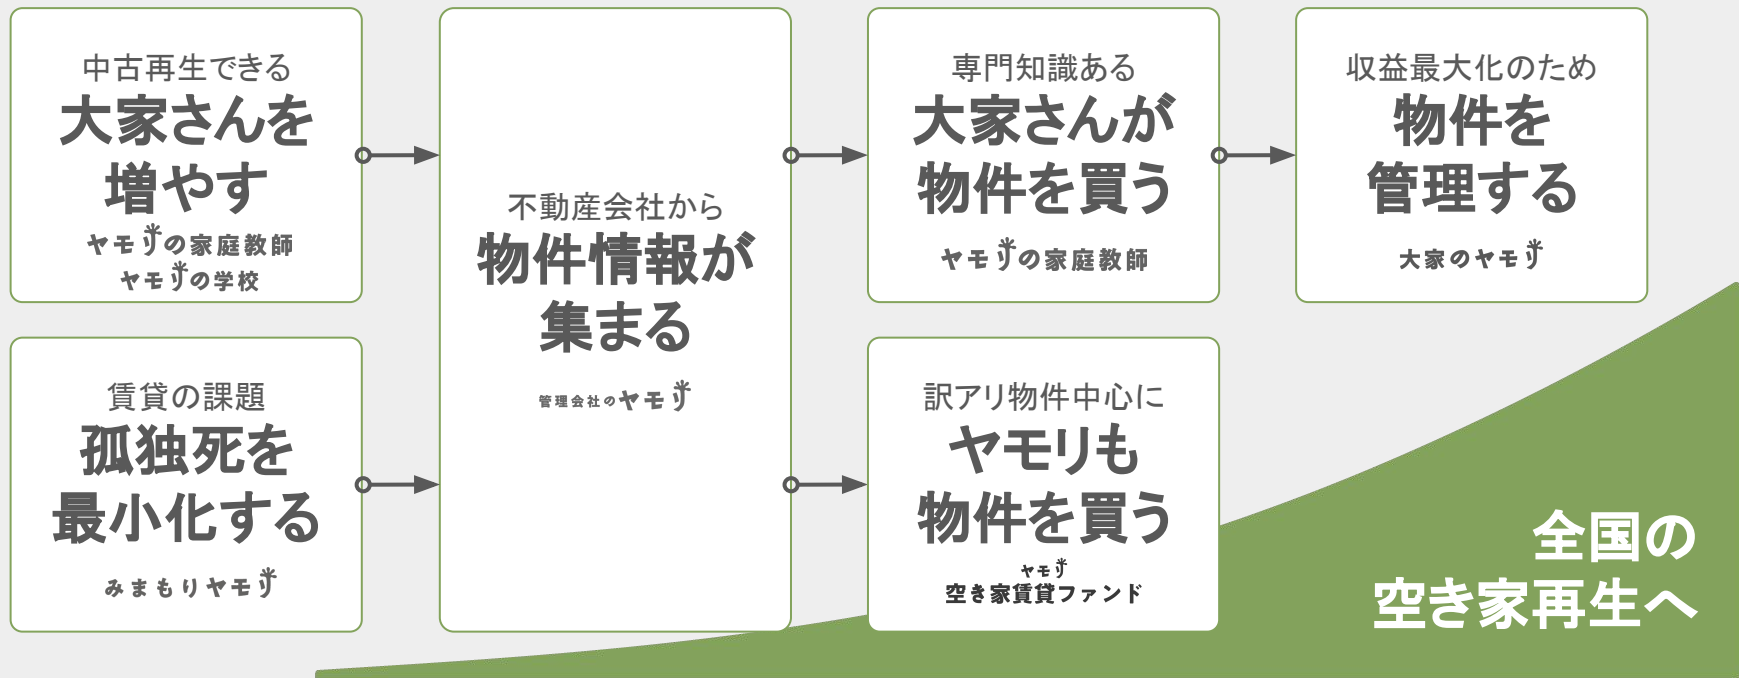 中古再生できる
大家さんを
増やす
ヤモリの家庭教師
ヤモリの学校
賃貸の課題
孤独死を
最小化する
みまもりヤモリ
不動産会社から
物件情報が
集まる
管理会社のヤモリ
専門知識ある
大家さんが
物件を買う
ヤモリの家庭教師
訳アリ物件中心に
ヤモリも
物件を買う
ヤモリ
空き家賃貸ファンド
収益最大化のため
物件を
管理する
大家のヤモリ
全国の
空き家再生へ